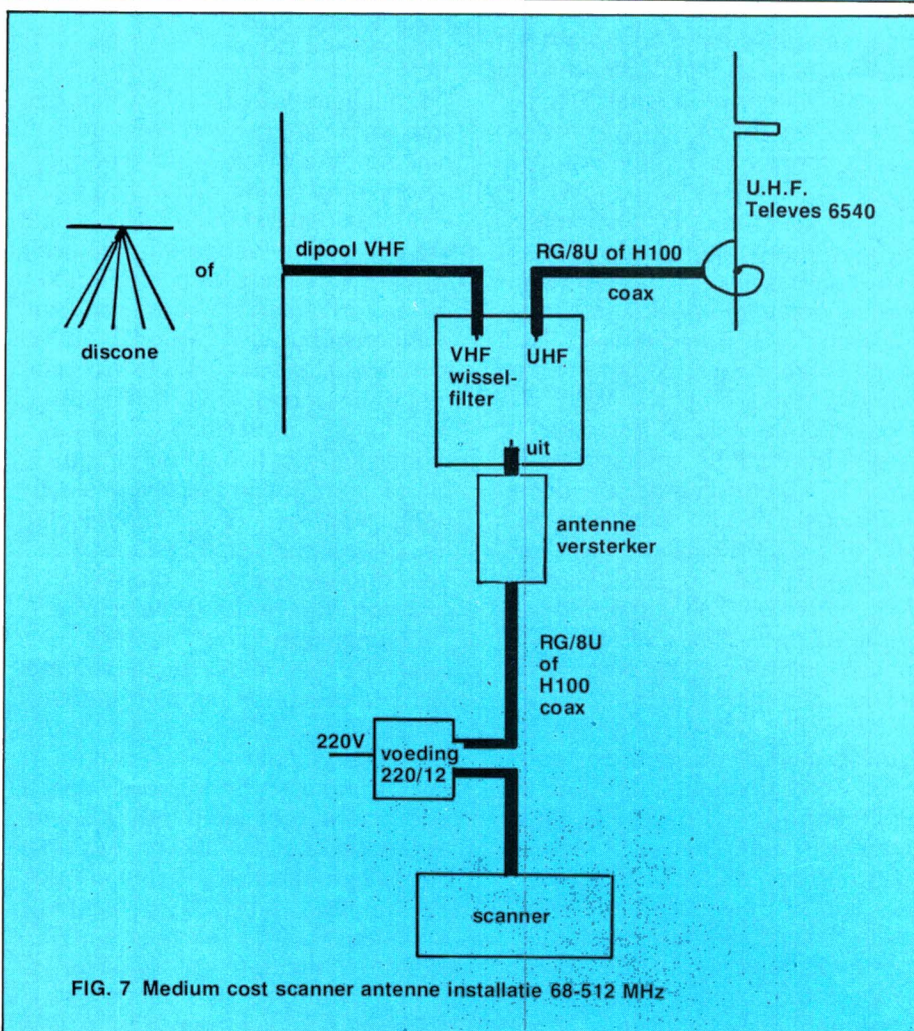 U.H.F.
Televes 6540
dipool VHF
RG/8U of H100
coax
of
discone
VHF
wissel-
filter
UHF
uit
antenne
versterker
RG/8U
of
H100
coax
220V
voeding
220/12
scanner
FIG. 7 Medium cost scanner antenne installatie 68-512 MHz